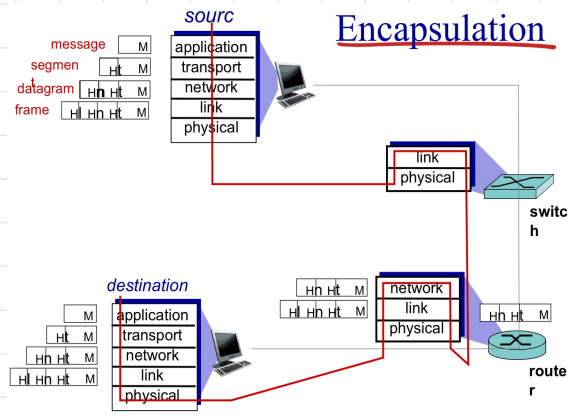 Encapsulation
sourc
message M
segmen
t
Ht M
datagram Hn Ht M
frame Hl Hn Ht M
application
transport
network
link
physical
link
physical
switc
h
destination
M
Ht M
Hn Ht M
Hl Hn Ht M
application
transport
network
link
physical
Hn Ht M
Hl Hn Ht M
network
link
physical
Hn Ht M
route
r